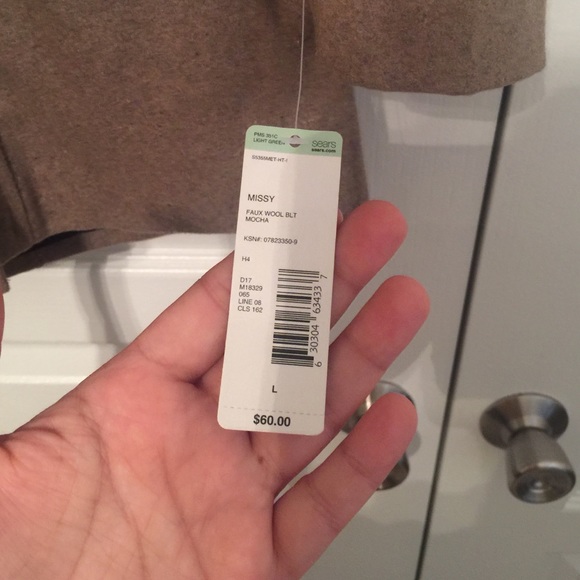 PMS 351C
LIGHT GREEN
sears
sears.com
MISSY
FAUX WOOL BLT
MOCHA
KSN#: 07823350-9
H4
D17
M18329
065
LINE 06
CLS 162
6 30304 63433 7
L
$60.00